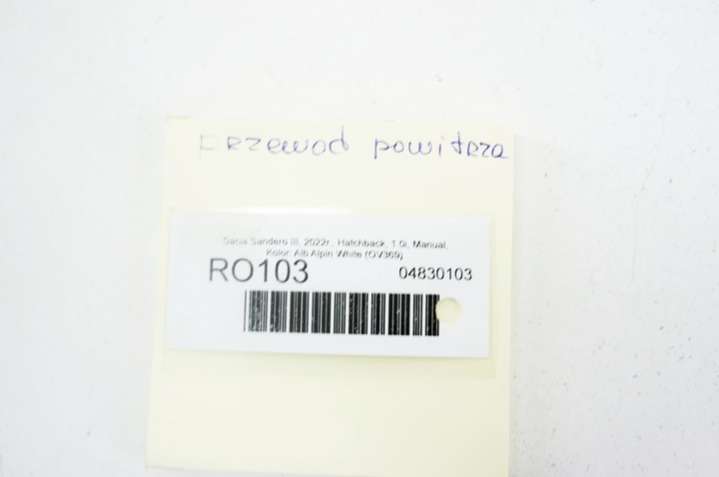 przewod powitrza
Dacia Sandero III, 2022r., Hatchback, 1.0i, Manual,
Kolor: Alb Alpin White (OV369)
RO103
04830103